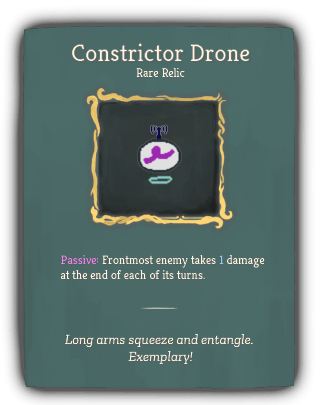 Constrictor Drone
Rare Relic
Passive: Frontmost enemy takes 1 damage
at the end of each of its turns.
Long arms squeeze and entangle.
Exemplary!